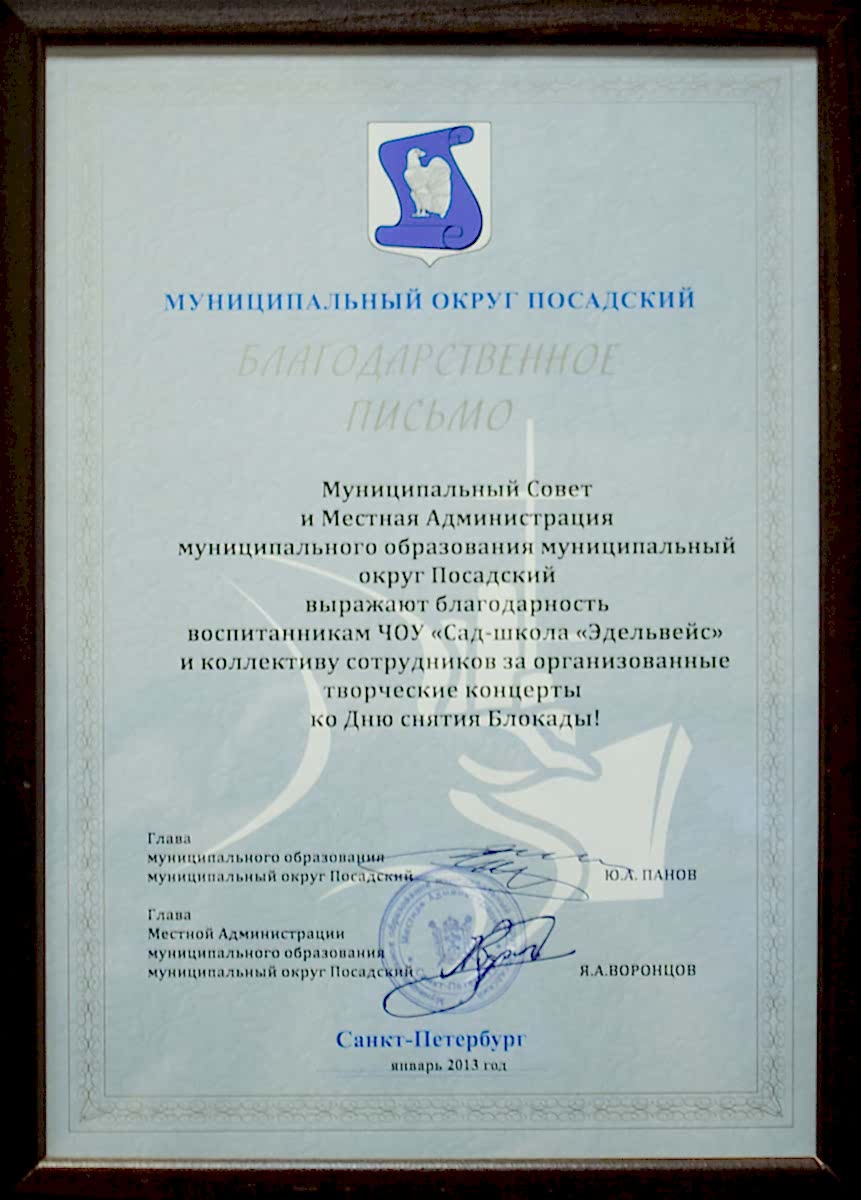 МУНИЦИПАЛЬНЫЙ ОКРУГ ПОСАДСКИЙ
БЛАГОДАРСТВЕННОЕ
ПИСЬМО
Муниципальный Совет
и Местная Администрация
муниципального образования муниципальный
округ Посадский
выражают благодарность
воспитанникам ЧОУ «Сад-школа «Эдельвейс»
и коллективу сотрудников за организованные
творческие концерты
ко Дню снятия Блокады!
Глава
муниципального образования
муниципальный округ Посадский
Ю.А. ПАНОВ
Глава
Местной Администрации
муниципального образования
муниципальный округ Посадский
Я.А.ВОРОНЦОВ
Санкт-Петербург
январь 2013 год